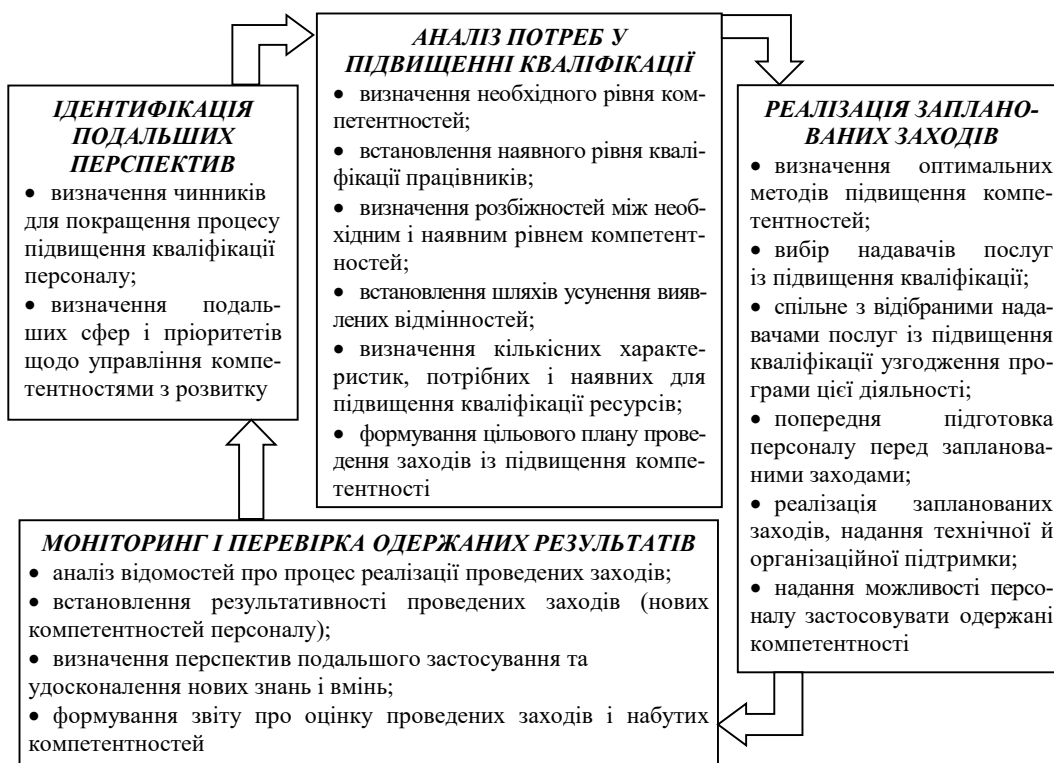 АНАЛІЗ ПОТРЕБ У
ПІДВИЩЕННІ КВАЛІФІКАЦІЇ
• визначення необхідного рівня ком-
петентностей;
• встановлення наявного рівня квалі-
фікації працівників;
• визначення розбіжностей між необ-
хідним і наявним рівнем компетент-
ностей;
• встановлення шляхів усунення вияв-
лених відмінностей;
• визначення кількісних характе-
ристик, потрібних і наявних для
підвищення кваліфікації ресурсів;
• формування цільового плану прове-
дення заходів із підвищення компе-
тентності
РЕАЛІЗАЦІЯ ЗАПЛАНО-
ВАНИХ ЗАХОДІВ
• визначення оптимальних
методів підвищення компе-
тентностей;
• вибір надавачів послуг
із підвищення кваліфікації;
• спільне з відібраними нада-
вачами послуг із підвищення
кваліфікації узгодження про-
грами цієї діяльності;
• попередня підготовка
персоналу перед запланова-
ними заходами;
• реалізація запланованих
заходів, надання технічної й
організаційної підтримки;
• надання можливості персо-
налу застосовувати одержані
компетентності
МОНІТОРИНГ І ПЕРЕВІРКА ОДЕРЖАНИХ РЕЗУЛЬТАТІВ
• аналіз відомостей про процес реалізації проведених заходів;
• встановлення результативності проведених заходів (нових
компетентностей персоналу);
• визначення перспектив подальшого застосування та
удосконалення нових знань і вмінь;
• формування звіту про оцінку проведених заходів і набутих
компетентностей
ІДЕНТИФІКАЦІЯ
ПОДАЛЬШИХ
ПЕРСПЕКТИВ
• визначення чинників
для покращення процесу
підвищення кваліфікації
персоналу;
• визначення подаль-
ших сфер і пріоритетів
щодо управління компе-
тентностями з розвитку